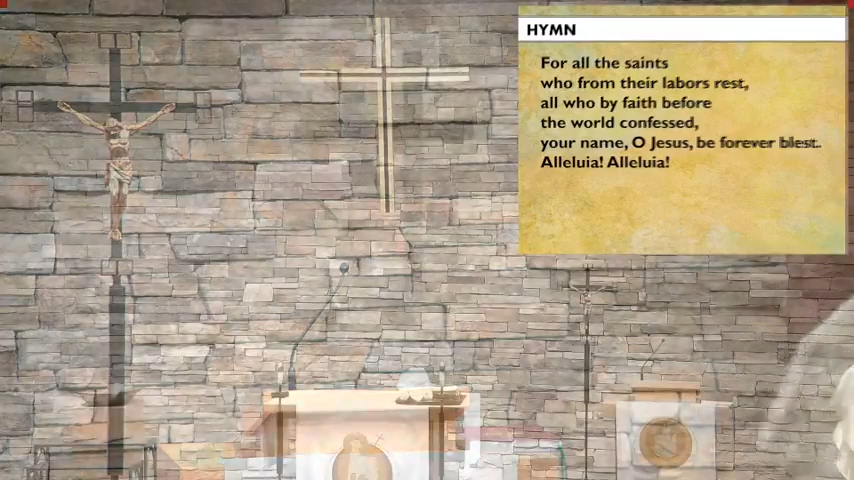 HYMN
For all the saints
who from their labors rest,
all who by faith before
the world confessed,
your name, O Jesus, be forever blest.
Alleluia! Alleluia!